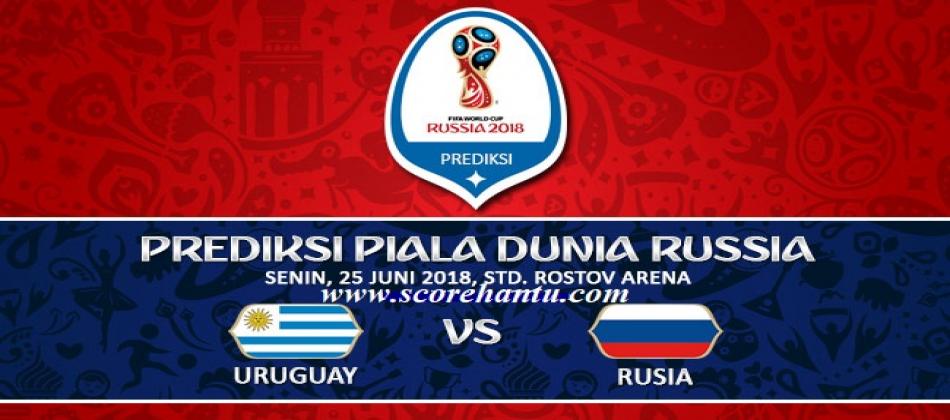 FIFA WORLD CUP
RUSSIA 2018
PREDIKSI
PREDIKSI PIALA DUNIA RUSSIA
SENIN, 25 JUNI 2018, STD. ROSTOV ARENA
www.scorehantu.com
VS
URUGUAY RUSIA